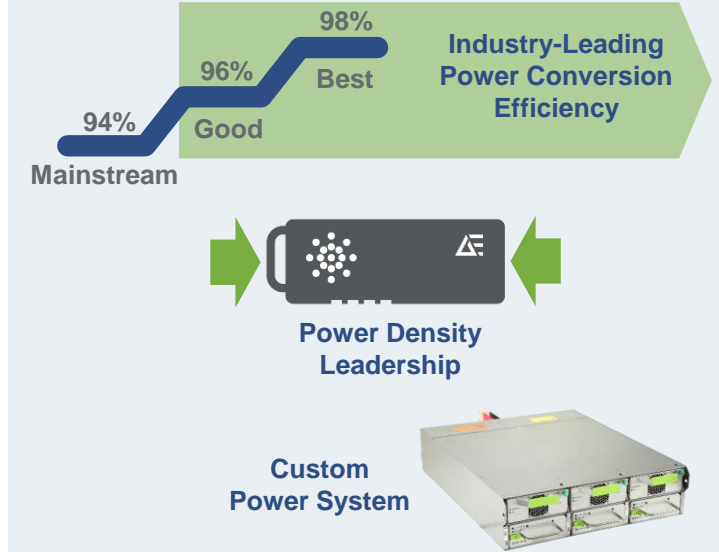 98%
96%
94%
Best
Good
Mainstream
Industry-Leading
Power Conversion
Efficiency
Power Density
Leadership
Custom
Power System